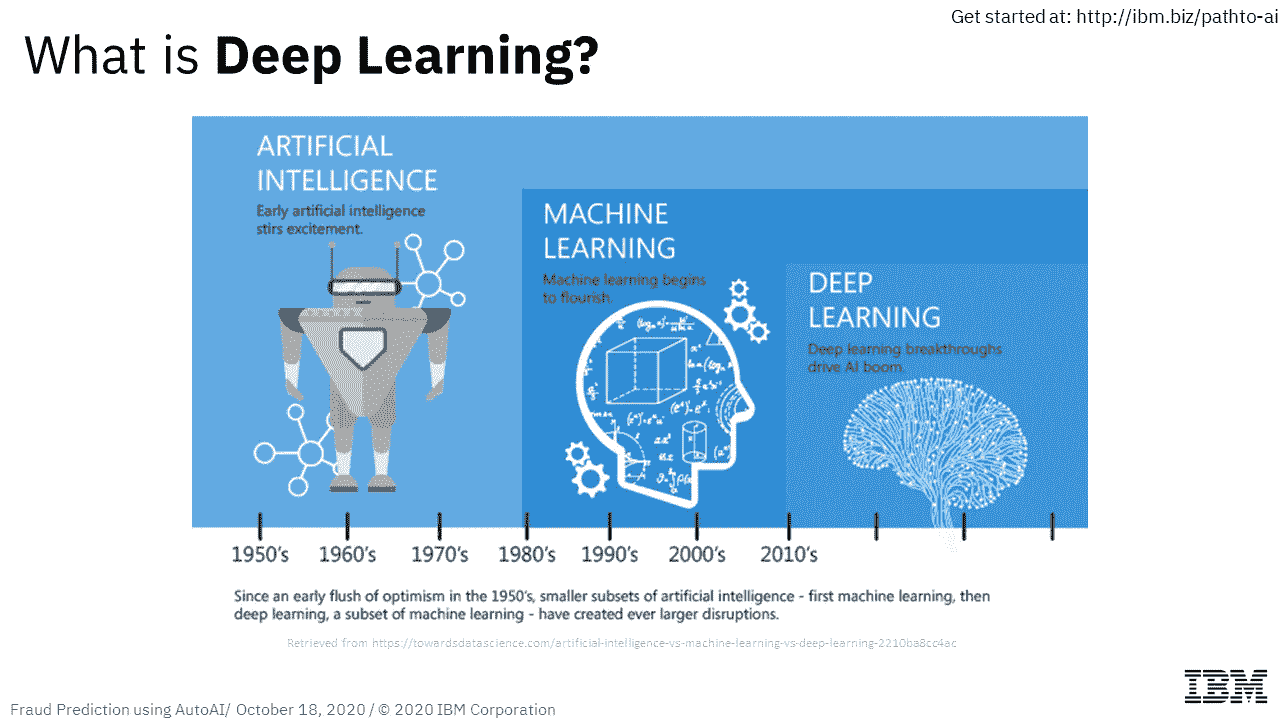 Get started at: http://ibm.biz/pathto-ai
What is Deep Learning?
ARTIFICIAL
INTELLIGENCE
Early artificial intelligence
stirs excitement.
MACHINE
LEARNING
Machine learning begins
to flourish.
DEEP
LEARNING
Deep learning breakthroughs
drive AI boom.
1950's 1960's 1970's 1980's 1990's 2000's 2010's
Since an early flush of optimism in the 1950's, smaller subsets of artificial intelligence - first machine learning, then
deep learning, a subset of machine learning - have created ever larger disruptions.
Retrieved from https://towardsdatascience.com/artificial-intelligence-vs-machine-learning-vs-deep-learning-2210ba8cc4ac
IBM
Fraud Prediction using AutoAI/ October 18, 2020 / © 2020 IBM Corporation